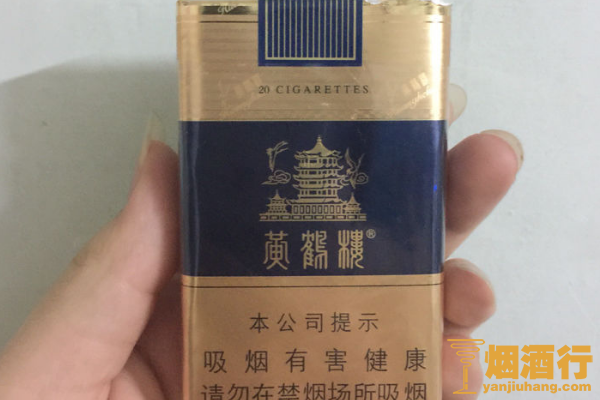 20 CIGARETTES
黄鹤楼®
本公司提示
吸烟有害健康
请勿在禁烟场所吸烟
烟酒行
yanjiuhang.com